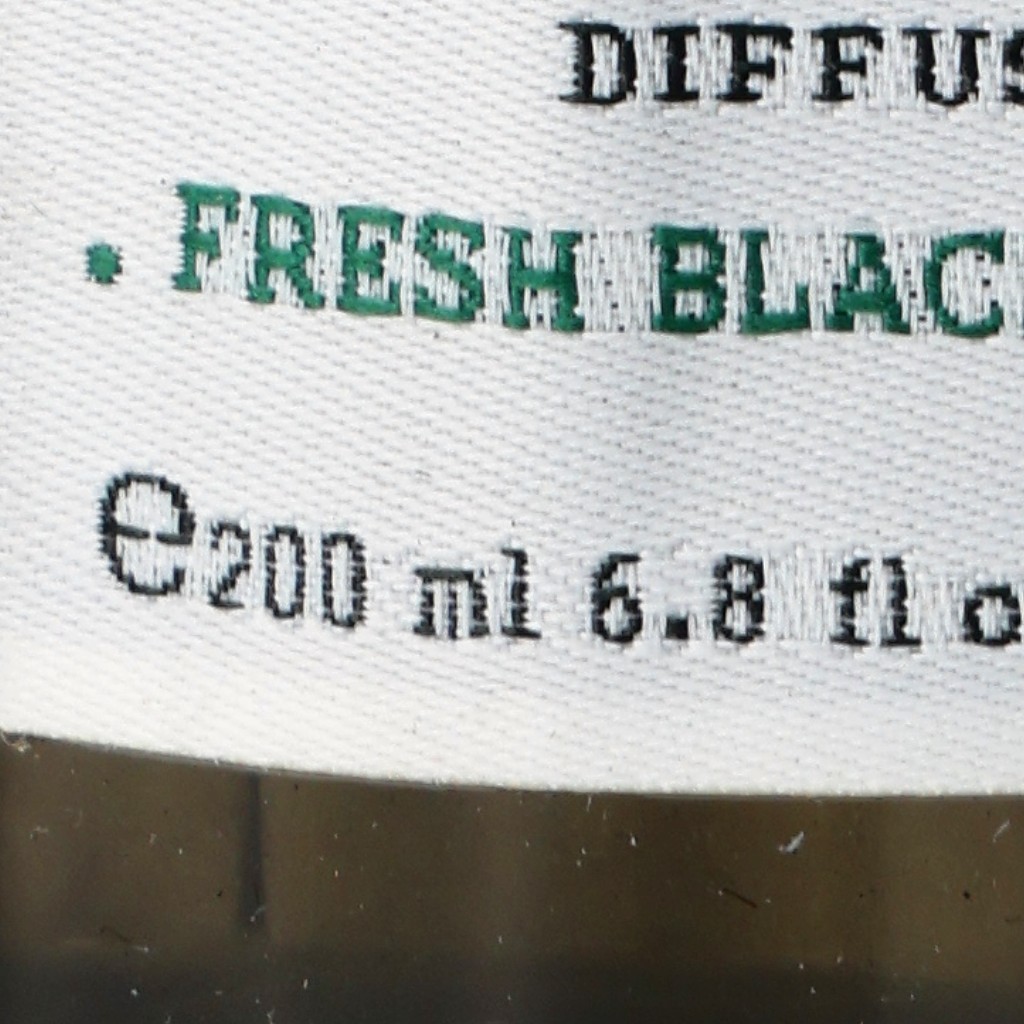 DIFFUS
. FRESH BLAC
℮200 ml 6.8 fl o